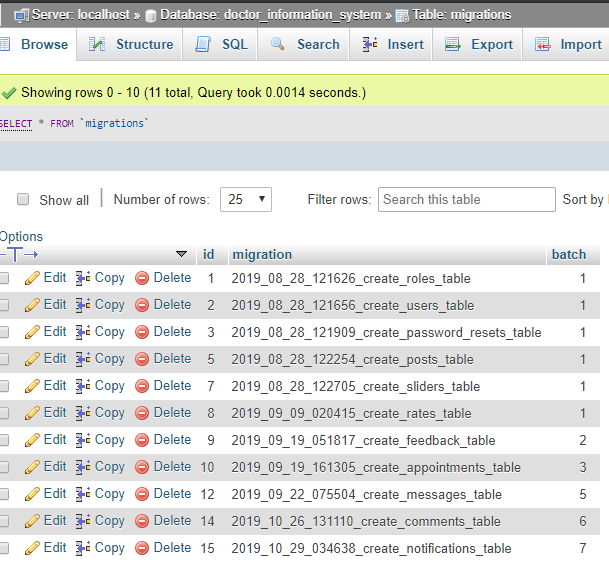 Server: localhost » Database: doctor_information_system » Table: migrations
Browse Structure SQL Search Insert Export Import
Showing rows 0 - 10 (11 total, Query took 0.0014 seconds.)
SELECT * FROM `migrations`
Show all Number of rows: 25 Filter rows: Search this table Sort by
Options
id migration batch
Edit Copy Delete 1 2019_08_28_121626_create_roles_table 1
Edit Copy Delete 2 2019_08_28_121656_create_users_table 1
Edit Copy Delete 3 2019_08_28_121909_create_password_resets_table 1
Edit Copy Delete 5 2019_08_28_122254_create_posts_table 1
Edit Copy Delete 7 2019_08_28_122705_create_sliders_table 1
Edit Copy Delete 8 2019_09_09_020415_create_rates_table 1
Edit Copy Delete 9 2019_09_19_051817_create_feedback_table 2
Edit Copy Delete 10 2019_09_19_161305_create_appointments_table 3
Edit Copy Delete 12 2019_09_22_075504_create_messages_table 5
Edit Copy Delete 14 2019_10_26_131110_create_comments_table 6
Edit Copy Delete 15 2019_10_29_034638_create_notifications_table 7